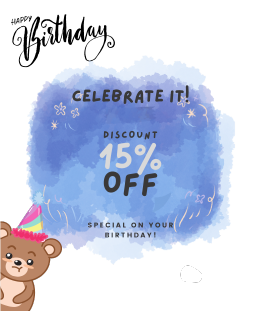 HAPPY
Birthday
CELEBRATE IT!
DISCOUNT
15%
OFF
SPECIAL ON YOUR
BIRTHDAY!